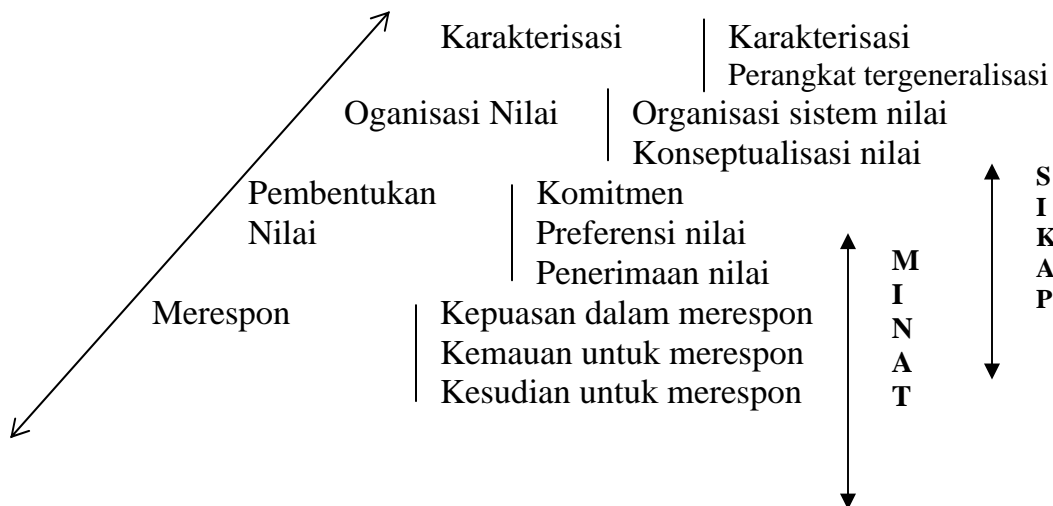 Karakterisasi Karakterisasi
Perangkat tergeneralisasi
Oganisasi Nilai Organisasi sistem nilai
Konseptualisasi nilai
Pembentukan Komitmen
Nilai Preferensi nilai
Penerimaan nilai
Merespon Kepuasan dalam merespon
Kemauan untuk merespon
Kesudian untuk merespon
M
I
N
A
T
S
I
K
A
P